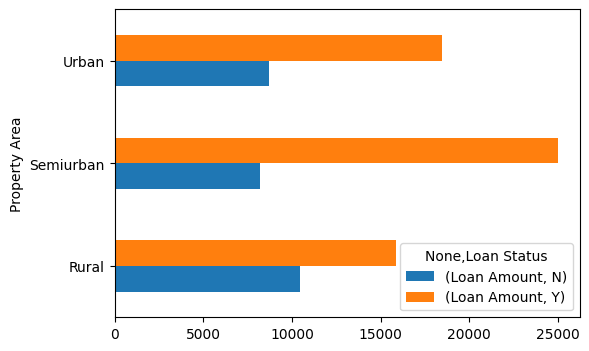 Urban
Semiurban
Rural
Property Area
None,Loan Status
(Loan Amount, N)
(Loan Amount, Y)
0 5000 10000 15000 20000 25000